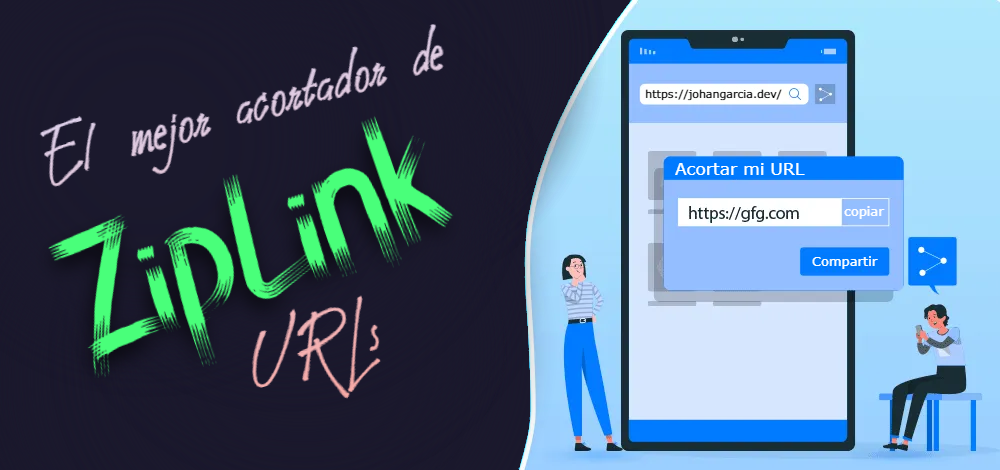 El mejor acortador de
ZipLink
URLs
https://johangarcia.dev/
Acortar mi URL
https://gfg.com
copiar
Compartir